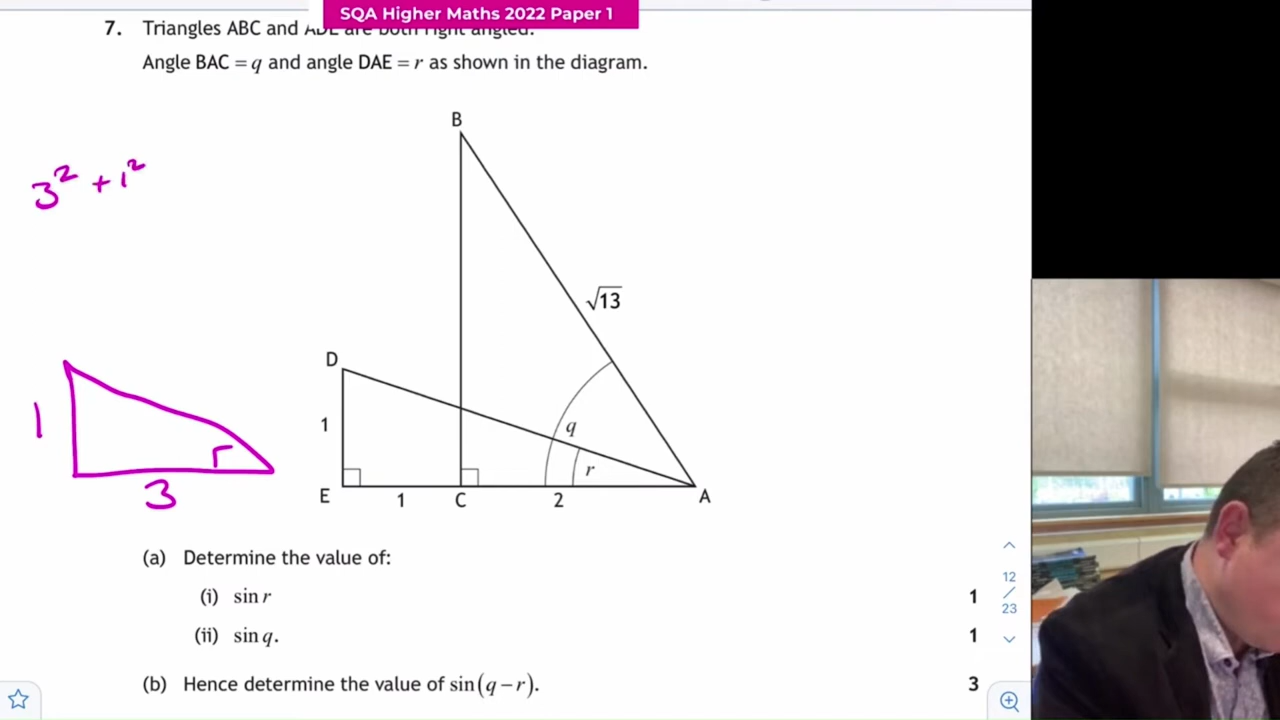 SQA Higher Maths 2022 Paper 1
7. Triangles ABC and ADE are both right angled.
Angle BAC = q and angle DAE = r as shown in the diagram.
B
3² + 1²
√13
D
1
q
r
E
1
C
2
A
1
r
3
(a) Determine the value of:
(i) sin r
1
(ii) sin q.
1
(b) Hence determine the value of sin(q − r).
3
12
/
23